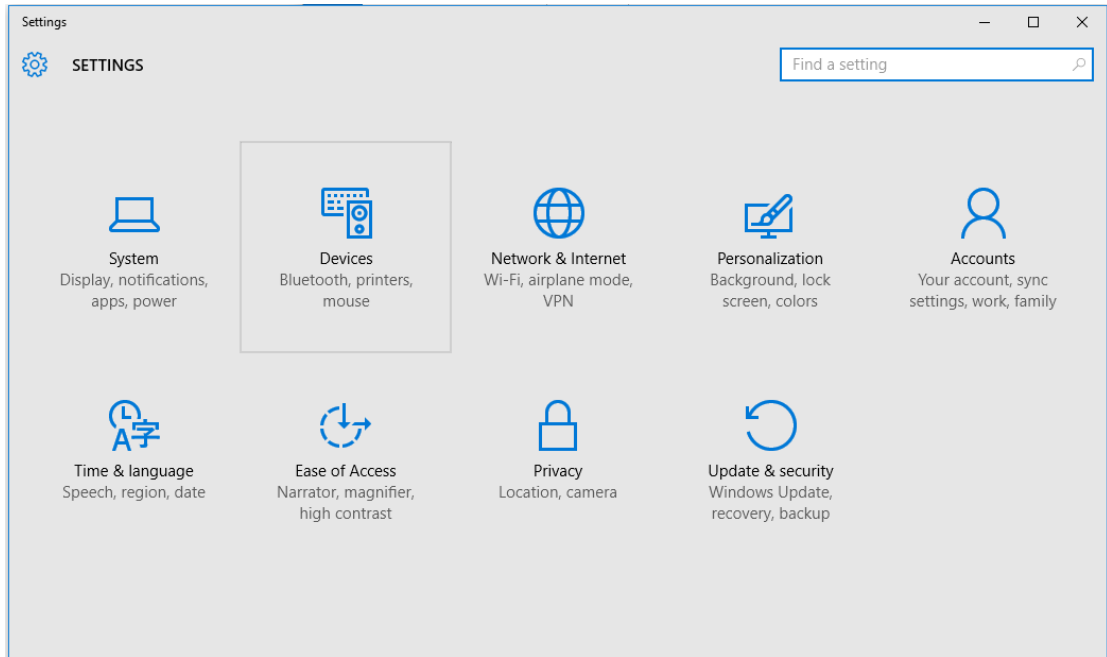 Settings
SETTINGS
Find a setting
System
Display, notifications,
apps, power
Devices
Bluetooth, printers,
mouse
Network & Internet
Wi-Fi, airplane mode,
VPN
Personalization
Background, lock
screen, colors
Accounts
Your account, sync
settings, work, family
A字
Time & language
Speech, region, date
Ease of Access
Narrator, magnifier,
high contrast
Privacy
Location, camera
Update & security
Windows Update,
recovery, backup